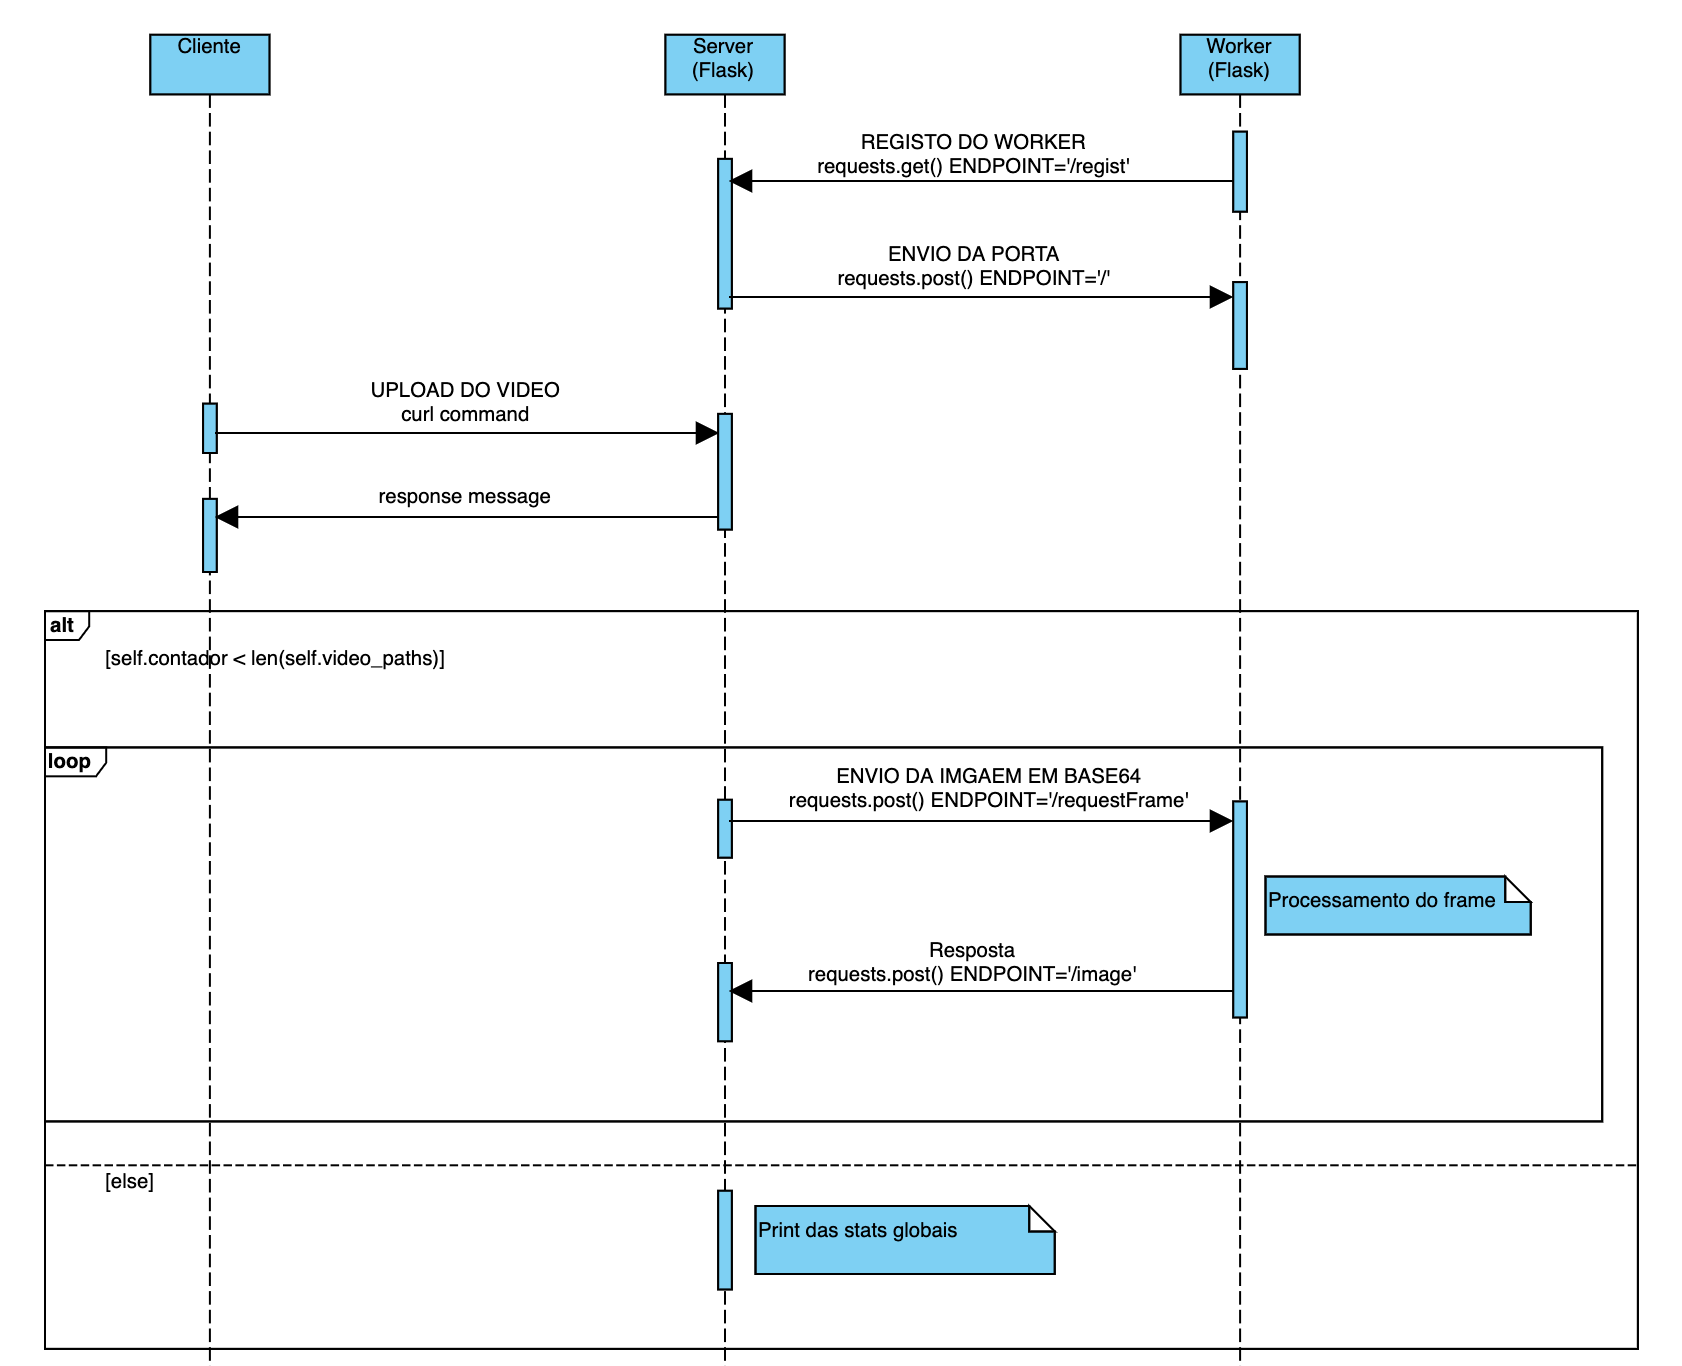 Cliente
Server
(Flask)
Worker
(Flask)
REGISTO DO WORKER
requests.get() ENDPOINT='/regist'
ENVIO DA PORTA
requests.post() ENDPOINT='/'
UPLOAD DO VIDEO
curl command
response message
alt
[self.contador < len(self.video_paths)]
loop
ENVIO DA IMGAEM EM BASE64
requests.post() ENDPOINT='/requestFrame'
Processamento do frame
Resposta
requests.post() ENDPOINT='/image'
[else]
Print das stats globais